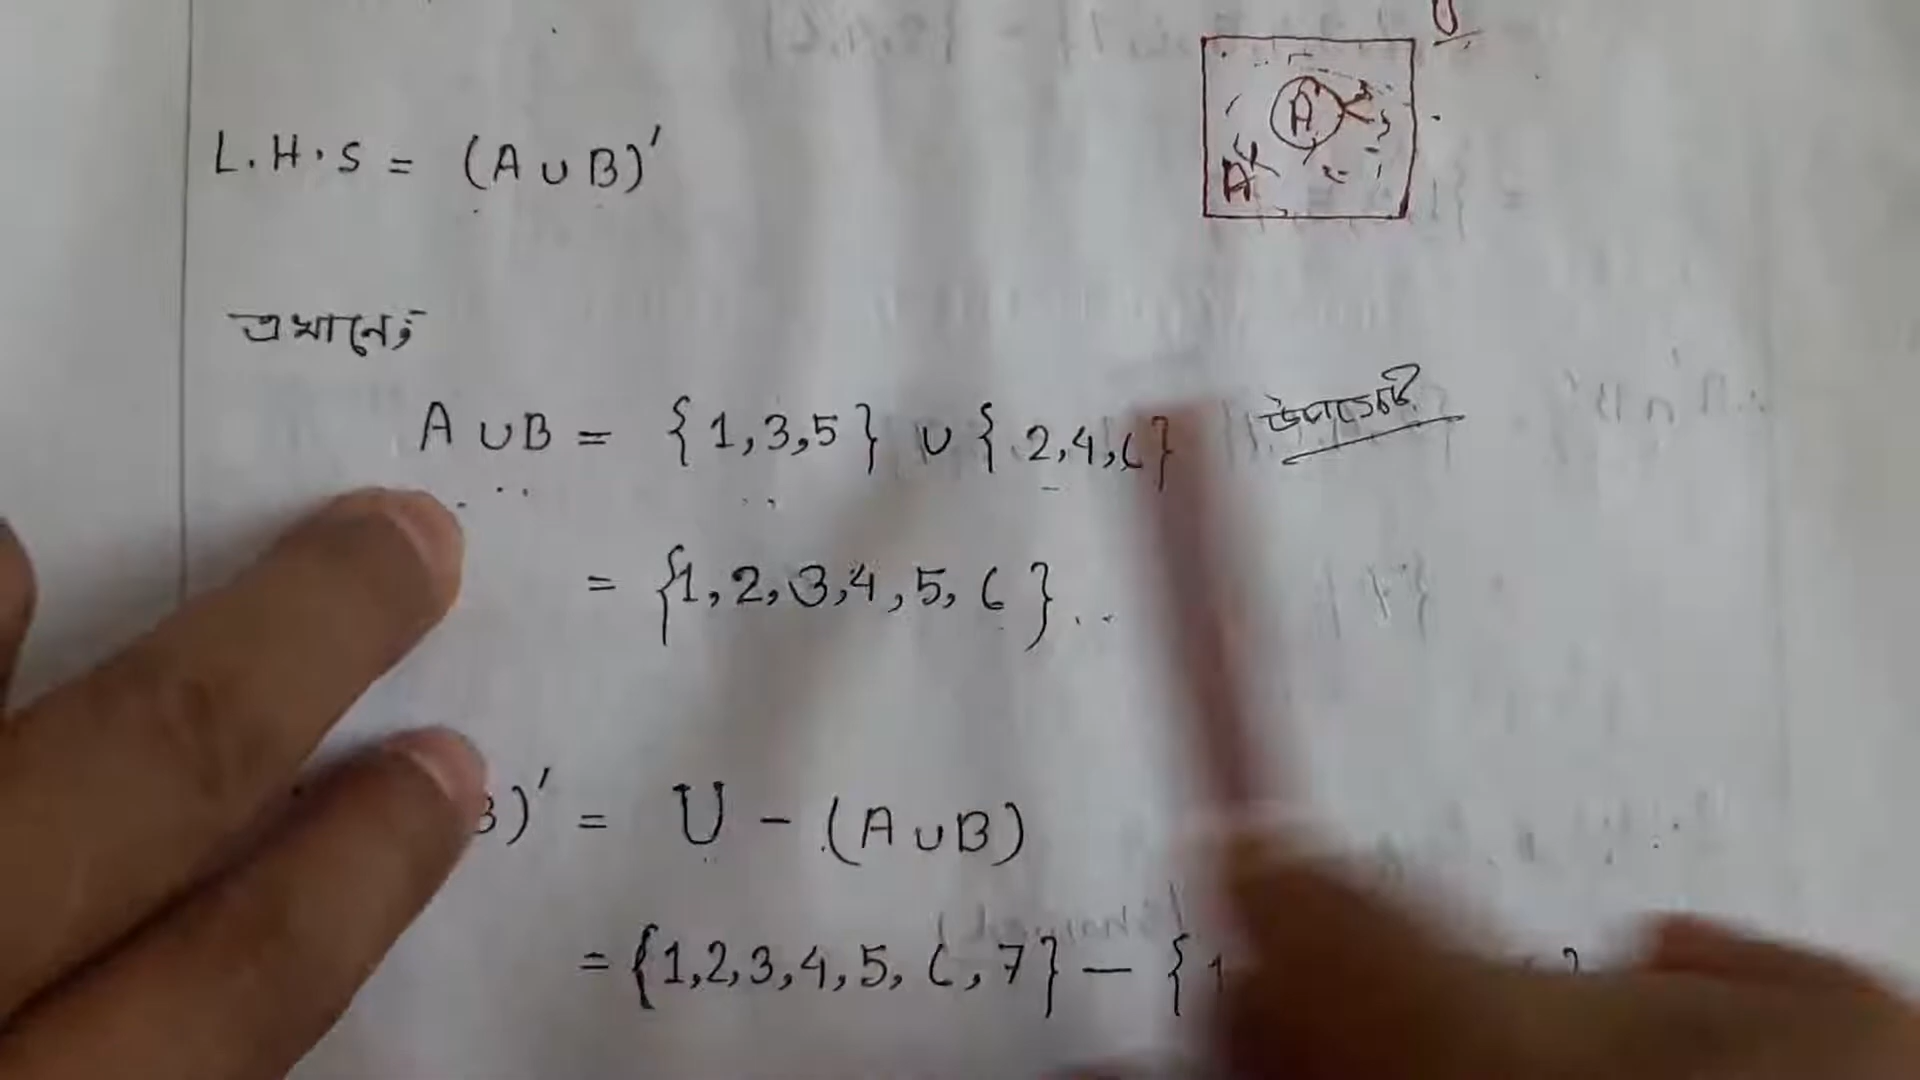 U
A
A'
L.H.S = (A∪B)'
এখানে,
A∪B = {1,3,5} ∪ {2,4,6}
= {1,2,3,4,5,6}
B)' = U - (A∪B)
= {1,2,3,4,5,6,7} - {1